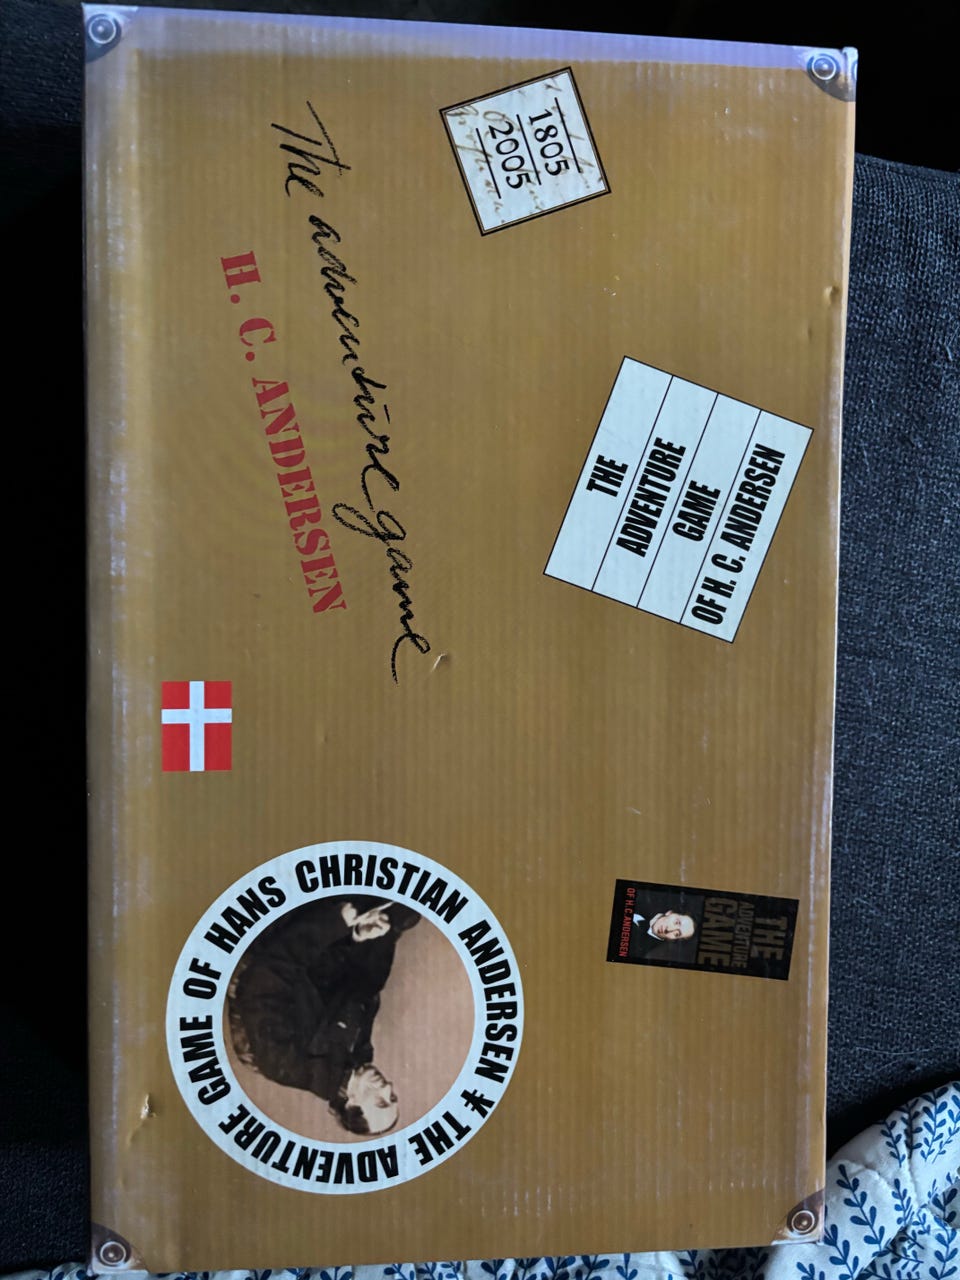 1805
2005
The adventure game
H. C. ANDERSEN
THE
ADVENTURE
GAME
OF H. C. ANDERSEN
THE ADVENTURE GAME OF HANS CHRISTIAN ANDERSEN
THE
ADVENTURE
GAME
OF H.C. ANDERSEN